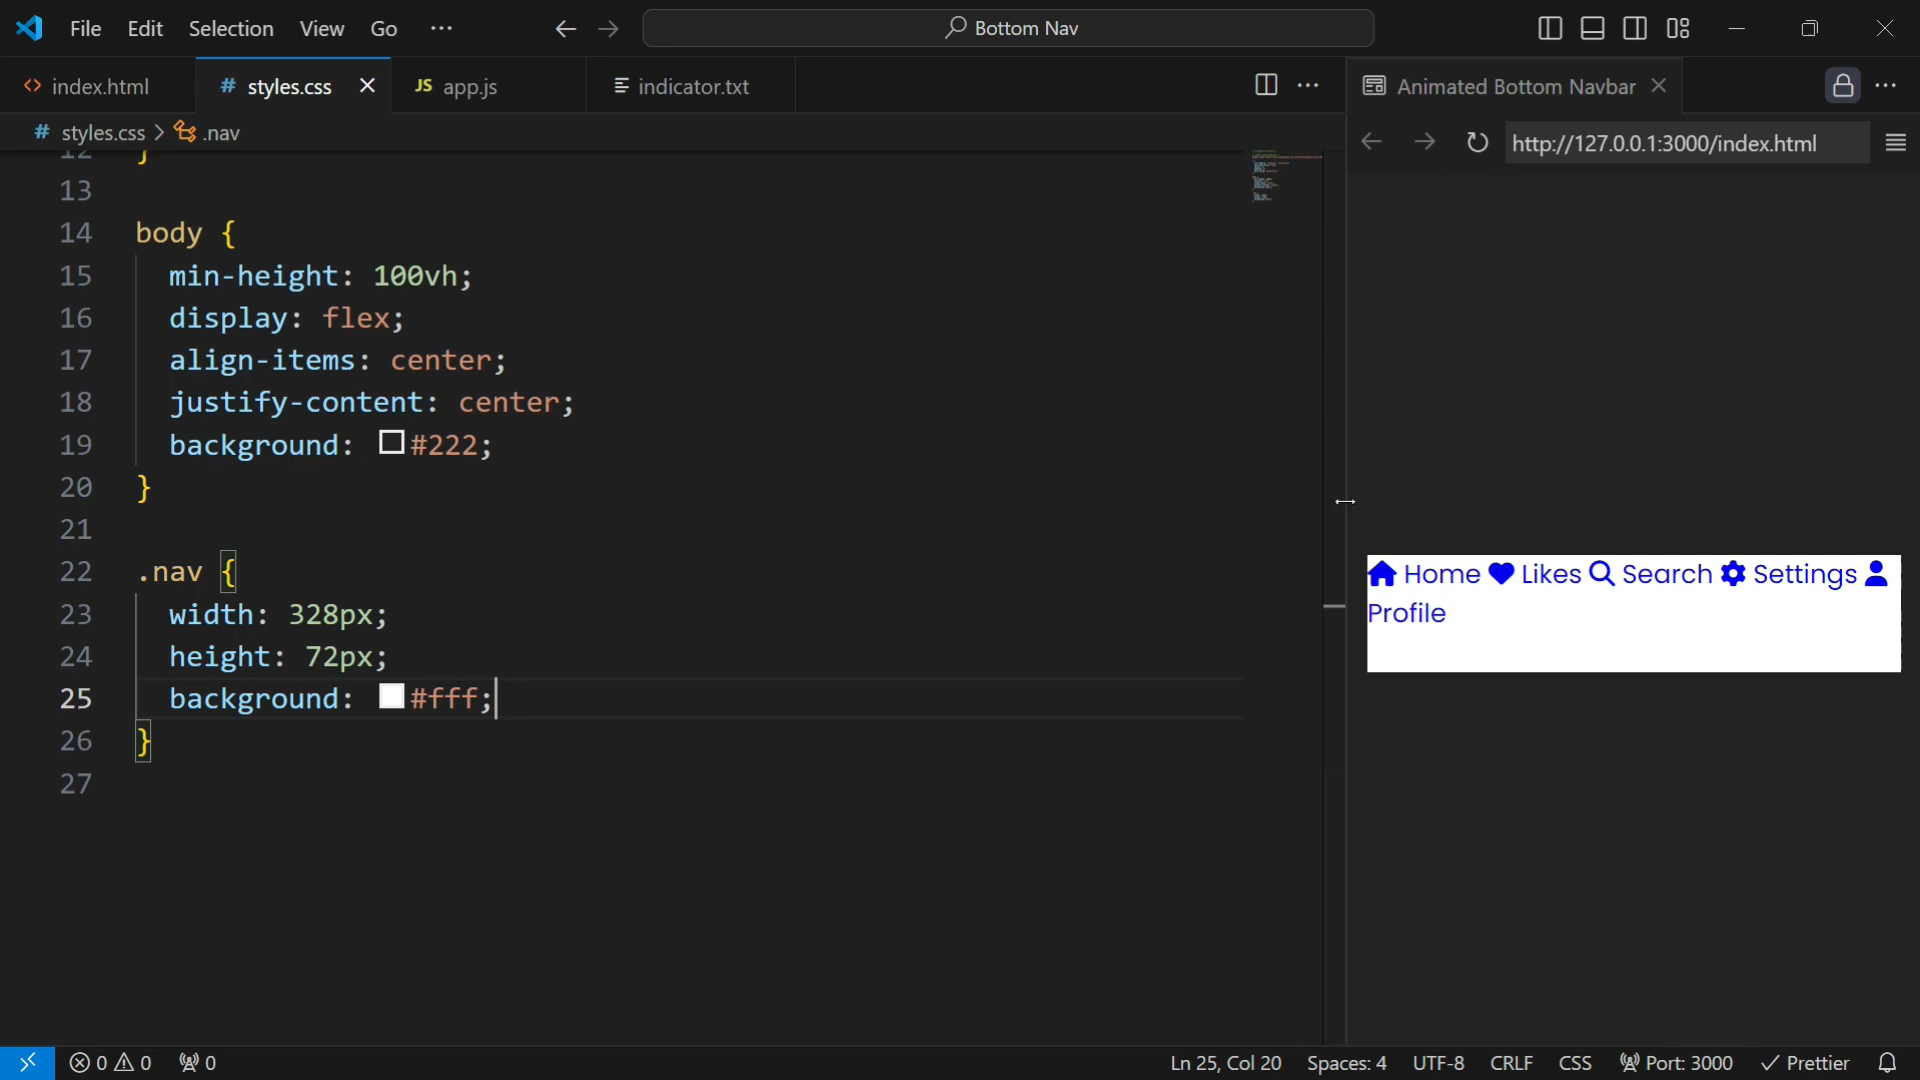 File Edit Selection View Go ···
Bottom Nav
<> index.html
# styles.css
JS app.js
indicator.txt
Animated Bottom Navbar
# styles.css > .nav
http://127.0.0.1:3000/index.html
12 }
13
14 body {
15 min-height: 100vh;
16 display: flex;
17 align-items: center;
18 justify-content: center;
19 background: #222;
20 }
21
22 .nav {
23 width: 328px;
24 height: 72px;
25 background: #fff;
26 }
27
Home Likes Search Settings
Profile
0 0 0
Ln 25, Col 20 Spaces: 4 UTF-8 CRLF CSS Port: 3000 Prettier